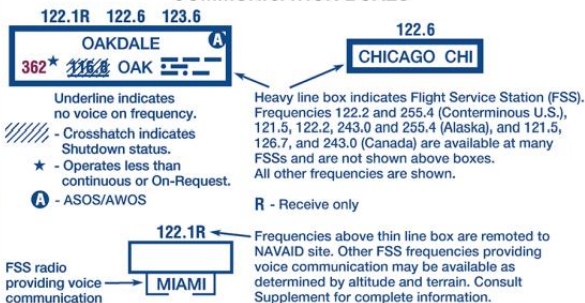 122.1R 122.6 123.6
OAKDALE
A
362★ 116.8 OAK
122.6
CHICAGO CHI
Underline indicates
no voice on frequency.
- Crosshatch indicates
Shutdown status.
★ - Operates less than
continuous or On-Request.
A - ASOS/AWOS
Heavy line box indicates Flight Service Station (FSS).
Frequencies 122.2 and 255.4 (Conterminous U.S.),
121.5, 122.2, 243.0 and 255.4 (Alaska), and 121.5,
126.7, and 243.0 (Canada) are available at many
FSSs and are not shown above boxes.
All other frequencies are shown.
R - Receive only
122.1R
FSS radio
providing voice
communication
MIAMI
Frequencies above thin line box are remoted to
NAVAID site. Other FSS frequencies providing
voice communication may be available as
determined by altitude and terrain. Consult
Supplement for complete information.